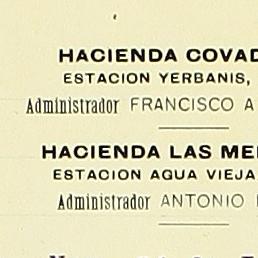 HACIENDA COVAD
ESTACION YERBANIS,
Administrador FRANCISCO A
HACIENDA LAS ME
ESTACION AGUA VIEJA
Administrador ANTONIO